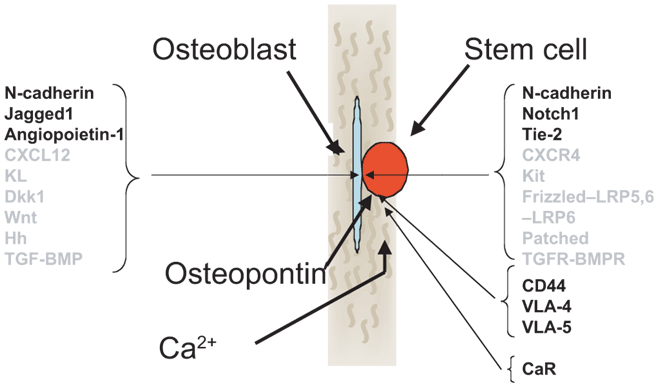 Osteoblast
Stem cell
N-cadherin
Jagged1
Angiopoietin-1
CXCL12
KL
Dkk1
Wnt
Hh
TGF-BMP
N-cadherin
Notch1
Tie-2
CXCR4
Kit
Frizzled–LRP5,6
–LRP6
Patched
TGFR-BMPR
Osteopontin
Ca²⁺
CD44
VLA-4
VLA-5
CaR